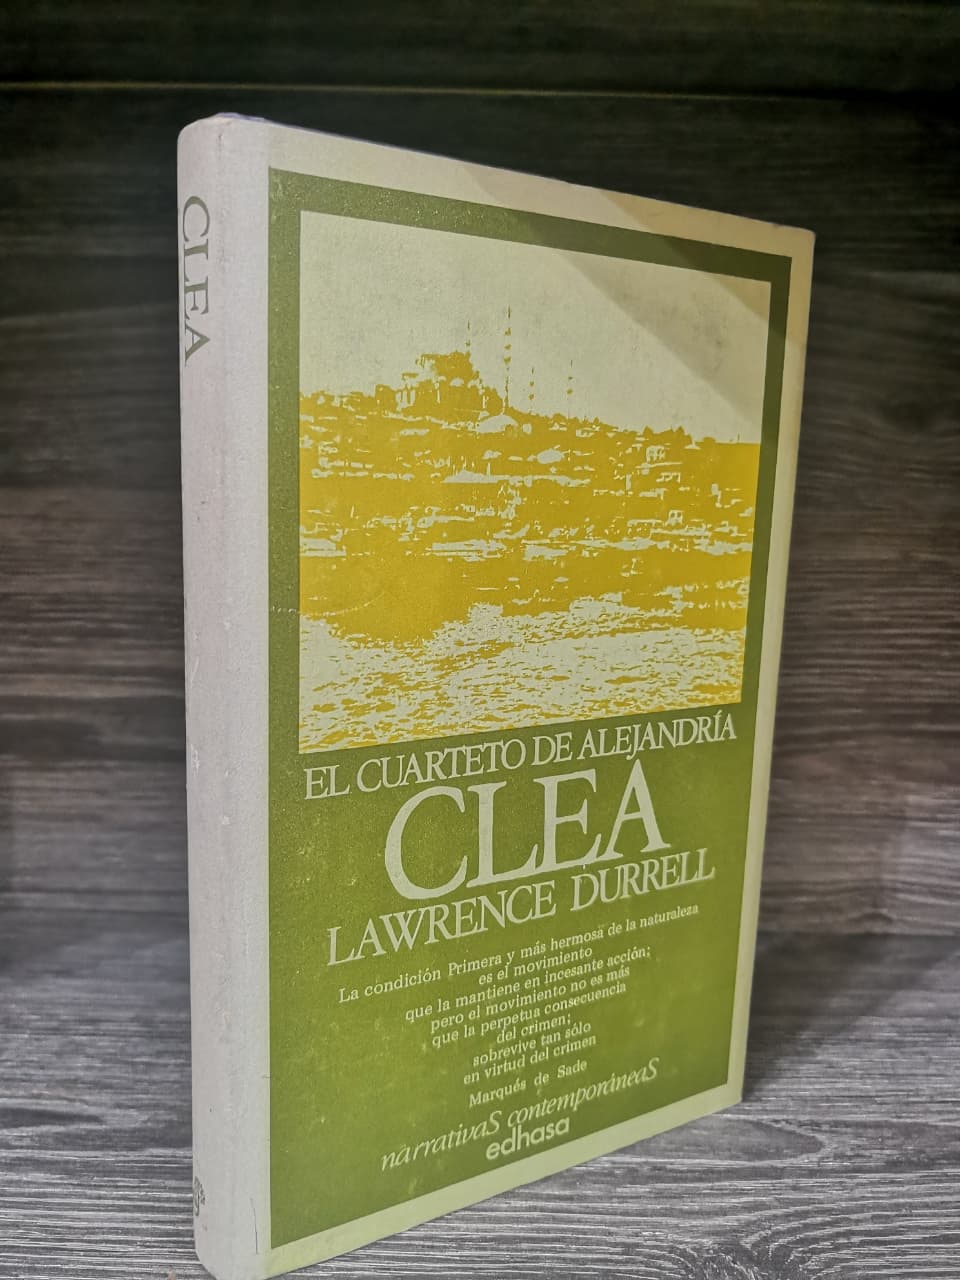 CLEA
EL CUARTETO DE ALEJANDRÍA
CLEA
LAWRENCE DURRELL
La condición Primera y más hermosa de la naturaleza
es el movimiento
que la mantiene en incesante acción;
pero el movimiento no es más
que la perpetua consecuencia
del crimen;
sobrevive tan sólo
en virtud del crimen
Marqués de Sade
narrativaS contemporáneaS
edhasa